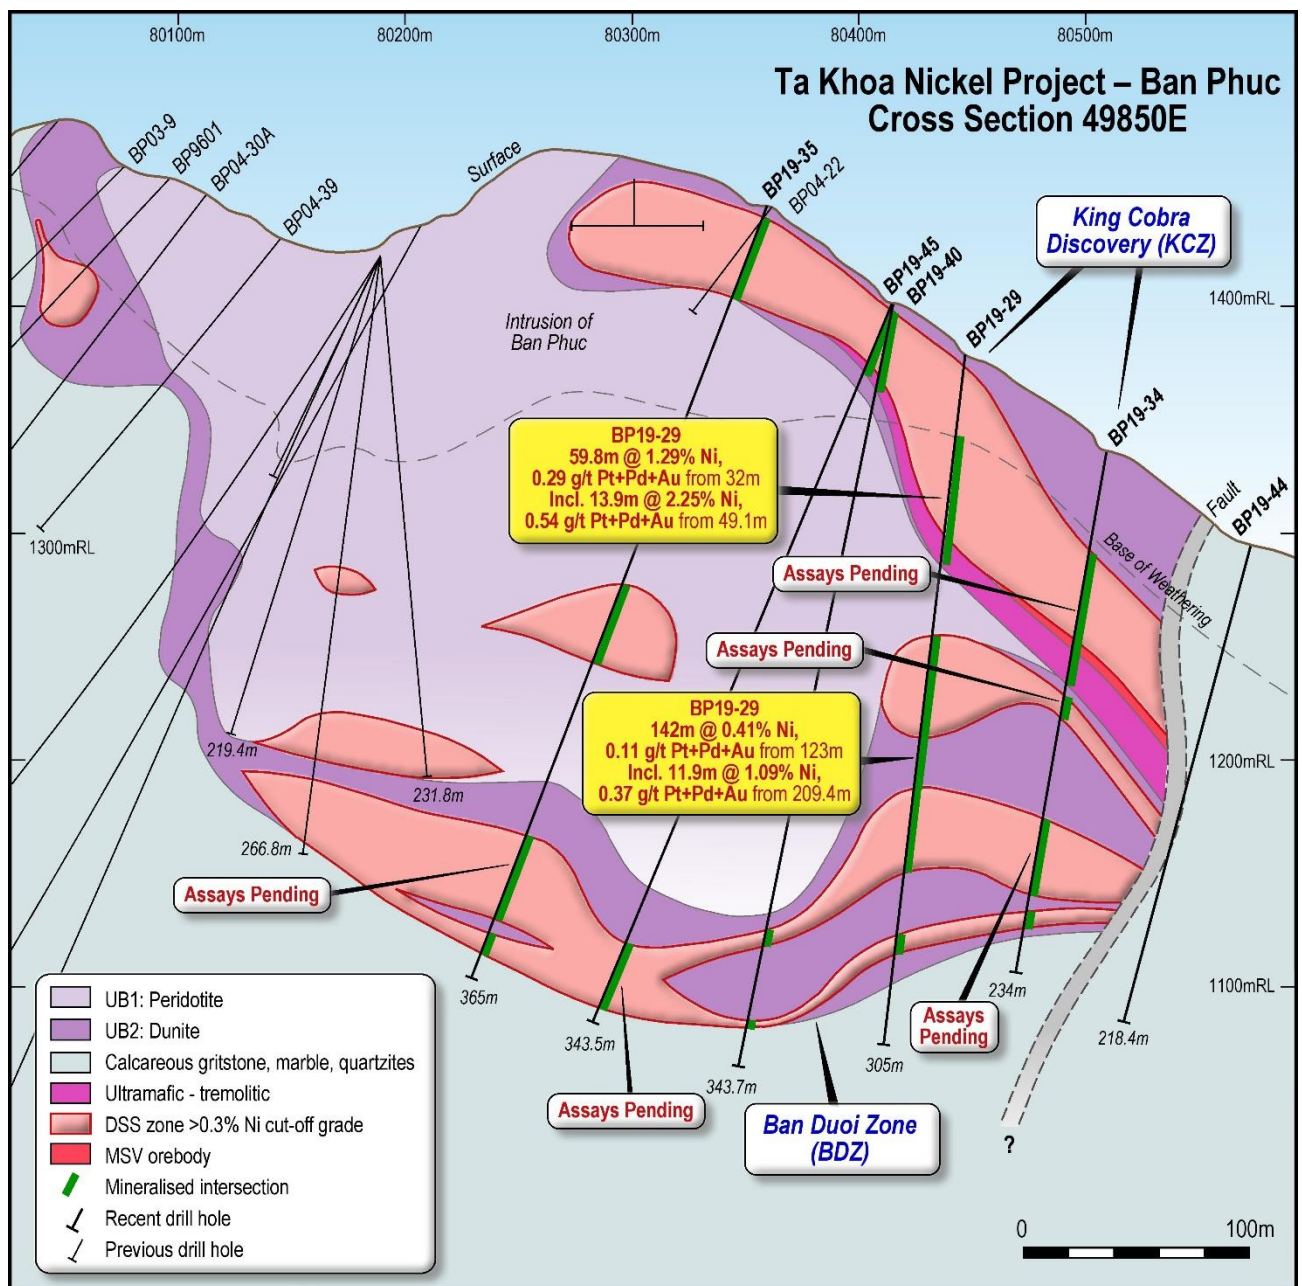 80100m
80200m
80300m
80400m
80500m
Ta Khoa Nickel Project – Ban Phuc
Cross Section 49850E
BP03-9
BP9601
BP04-30A
BP04-39
Surface
BP19-35
BP04-22
BP19-45
BP19-40
BP19-29
BP19-34
BP19-44
King Cobra
Discovery (KCZ)
1400mRL
Intrusion of
Ban Phuc
BP19-29
59.8m @ 1.29% Ni,
0.29 g/t Pt+Pd+Au from 32m
Incl. 13.9m @ 2.25% Ni,
0.54 g/t Pt+Pd+Au from 49.1m
Fault
Base of Weathering
1300mRL
Assays Pending
Assays Pending
BP19-29
142m @ 0.41% Ni,
0.11 g/t Pt+Pd+Au from 123m
Incl. 11.9m @ 1.09% Ni,
0.37 g/t Pt+Pd+Au from 209.4m
219.4m
231.8m
1200mRL
266.8m
Assays Pending
365m
343.5m
343.7m
305m
234m
218.4m
1100mRL
Assays
Pending
Assays Pending
Ban Duoi Zone
(BDZ)
?
UB1: Peridotite
UB2: Dunite
Calcareous gritstone, marble, quartzites
Ultramafic - tremolitic
DSS zone >0.3% Ni cut-off grade
MSV orebody
Mineralised intersection
Recent drill hole
Previous drill hole
0
100m